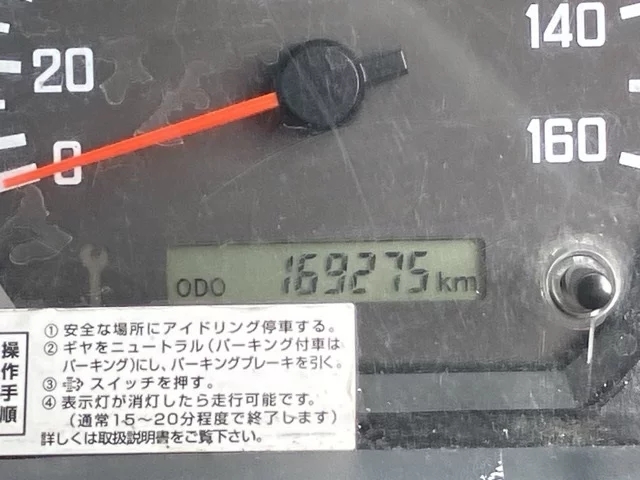 20
0
140
160
ODO 169275 km
操作手順
① 安全な場所にアイドリング停車する。
② ギヤをニュートラル(パーキング付車は
パーキング)にし、パーキングブレーキを引く。
③ スイッチを押す。
④ 表示灯が消灯したら走行可能です。
(通常15~20分程度で終了します)
詳しくは取扱説明書をご覧下さい。